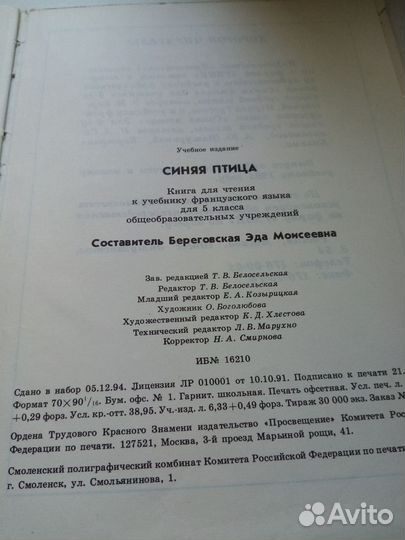 Учебное издание
СИНЯЯ ПТИЦА
Книга для чтения
к учебнику французского языка
для 5 класса
общеобразовательных учреждений
Составитель Береговская Эда Моисеевна
Зав. редакцией Т. В. Белосельская
Редактор Т. В. Белосельская
Младший редактор Е. А. Козырицкая
Художник О. Боголюбова
Художественный редактор К. Д. Хлестова
Технический редактор Л. В. Марухно
Корректор Н. А. Смирнова
ИБ№ 16210
Сдано в набор 05.12.94. Лицензия ЛР 010001 от 10.10.91. Подписано к печати 21.
Формат 70×90¹/₁₆. Бум. офс. № 1. Гарнит. школьная. Печать офсетная. Усл. печ. л.
+0,29 форз. Усл. кр.-отт. 38,95. Уч.-изд. л. 6,33+0,49 форз. Тираж 30 000 экз. Заказ №
Ордена Трудового Красного Знамени издательство «Просвещение» Комитета Рос
Федерации по печати. 127521, Москва, 3-й проезд Марьиной рощи, 41.
Смоленский полиграфический комбинат Комитета Российской Федерации по печати
г. Смоленск, ул. Смольянинова, 1.
Avito